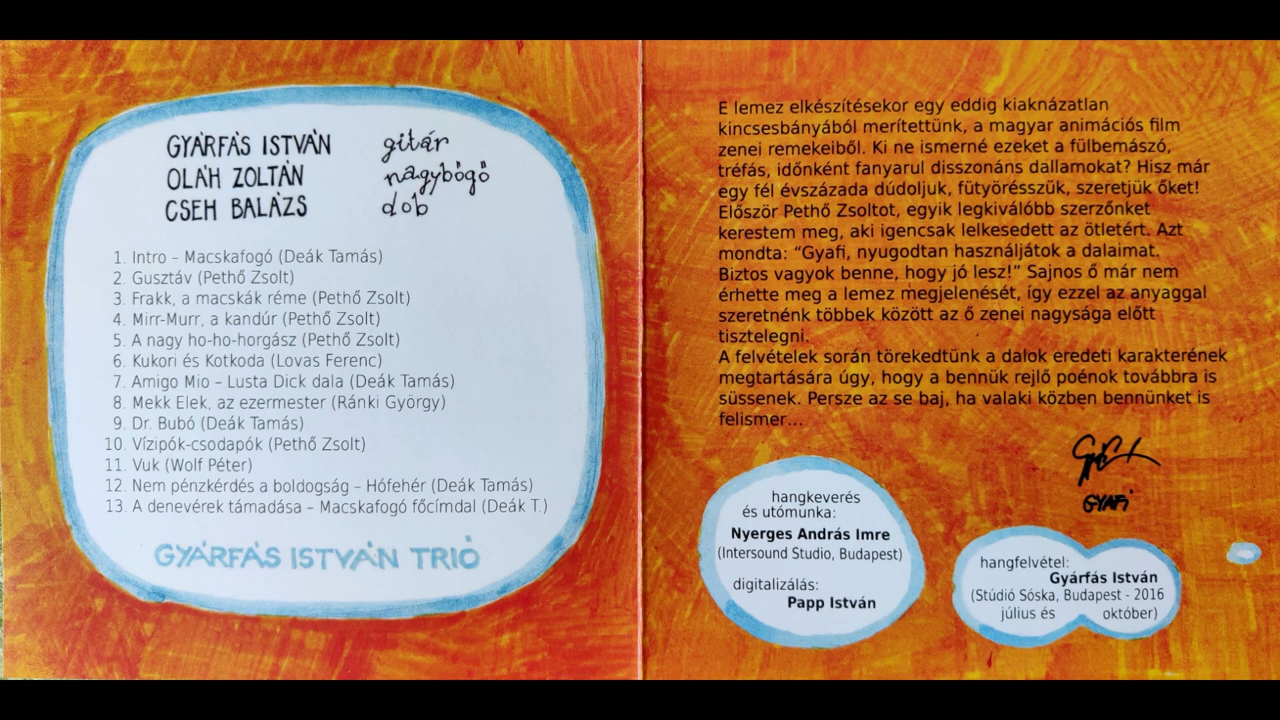 GYÁRFÁS ISTVÁN gitár
OLÁH ZOLTÁN nagybőgő
CSEH BALÁZS dob
1. Intro – Macskafogó (Deák Tamás)
2. Gusztáv (Pethő Zsolt)
3. Frakk, a macskák réme (Pethő Zsolt)
4. Mirr-Murr, a kandúr (Pethő Zsolt)
5. A nagy ho-ho-horgász (Pethő Zsolt)
6. Kukori és Kotkoda (Lovas Ferenc)
7. Amigo Mio – Lusta Dick dala (Deák Tamás)
8. Mekk Elek, az ezermester (Ránki György)
9. Dr. Bubó (Deák Tamás)
10. Vízipók-csodapók (Pethő Zsolt)
11. Vuk (Wolf Péter)
12. Nem pénzkérdés a boldogság – Hófehér (Deák Tamás)
13. A denevérek támadása – Macskafogó főcímdal (Deák T.)
GYÁRFÁS ISTVÁN TRIÓ
E lemez elkészítésekor egy eddig kiaknázatlan
kincsesbányából merítettünk, a magyar animációs film
zenei remekeiből. Ki ne ismerné ezeket a fülbemászó,
tréfás, időnként fanyarul disszonáns dallamokat? Hisz már
egy fél évszázada dúdoljuk, fütyörésszük, szeretjük őket!
Először Pethő Zsoltot, egyik legkiválóbb szerzőnket
kerestem meg, aki igencsak lelkesedett az ötletért. Azt
mondta: “Gyafi, nyugodtan használjátok a dalaimat.
Biztos vagyok benne, hogy jó lesz!” Sajnos ő már nem
érhette meg a lemez megjelenését, így ezzel az anyaggal
szeretnénk többek között az ő zenei nagysága előtt
tisztelegni.
A felvételek során törekedtünk a dalok eredeti karakterének
megtartására úgy, hogy a bennük rejlő poénok továbbra is
süssenek. Persze az se baj, ha valaki közben bennünket is
felismer...
GYAFI
hangkeverés
és utómunka:
Nyerges András Imre
(Intersound Studio, Budapest)
digitalizálás:
Papp István
hangfelvétel:
Gyárfás István
(Stúdió Sóska, Budapest - 2016
július és október)